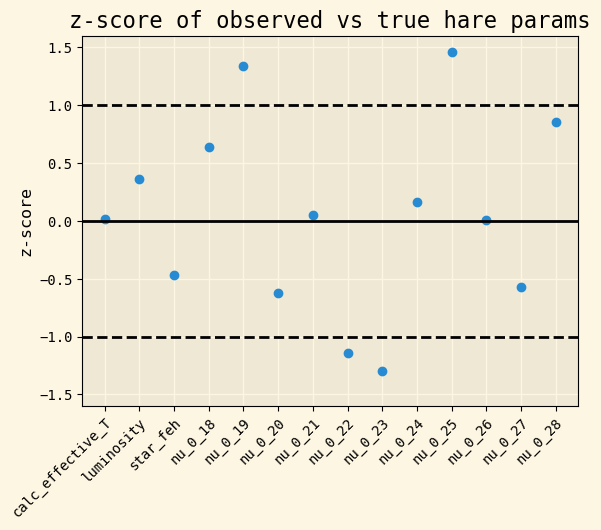 z-score of observed vs true hare params
z-score
1.5
1.0
0.5
0.0
−0.5
−1.0
−1.5
calc_effective_T
luminosity
star_feh
nu_0_18
nu_0_19
nu_0_20
nu_0_21
nu_0_22
nu_0_23
nu_0_24
nu_0_25
nu_0_26
nu_0_27
nu_0_28